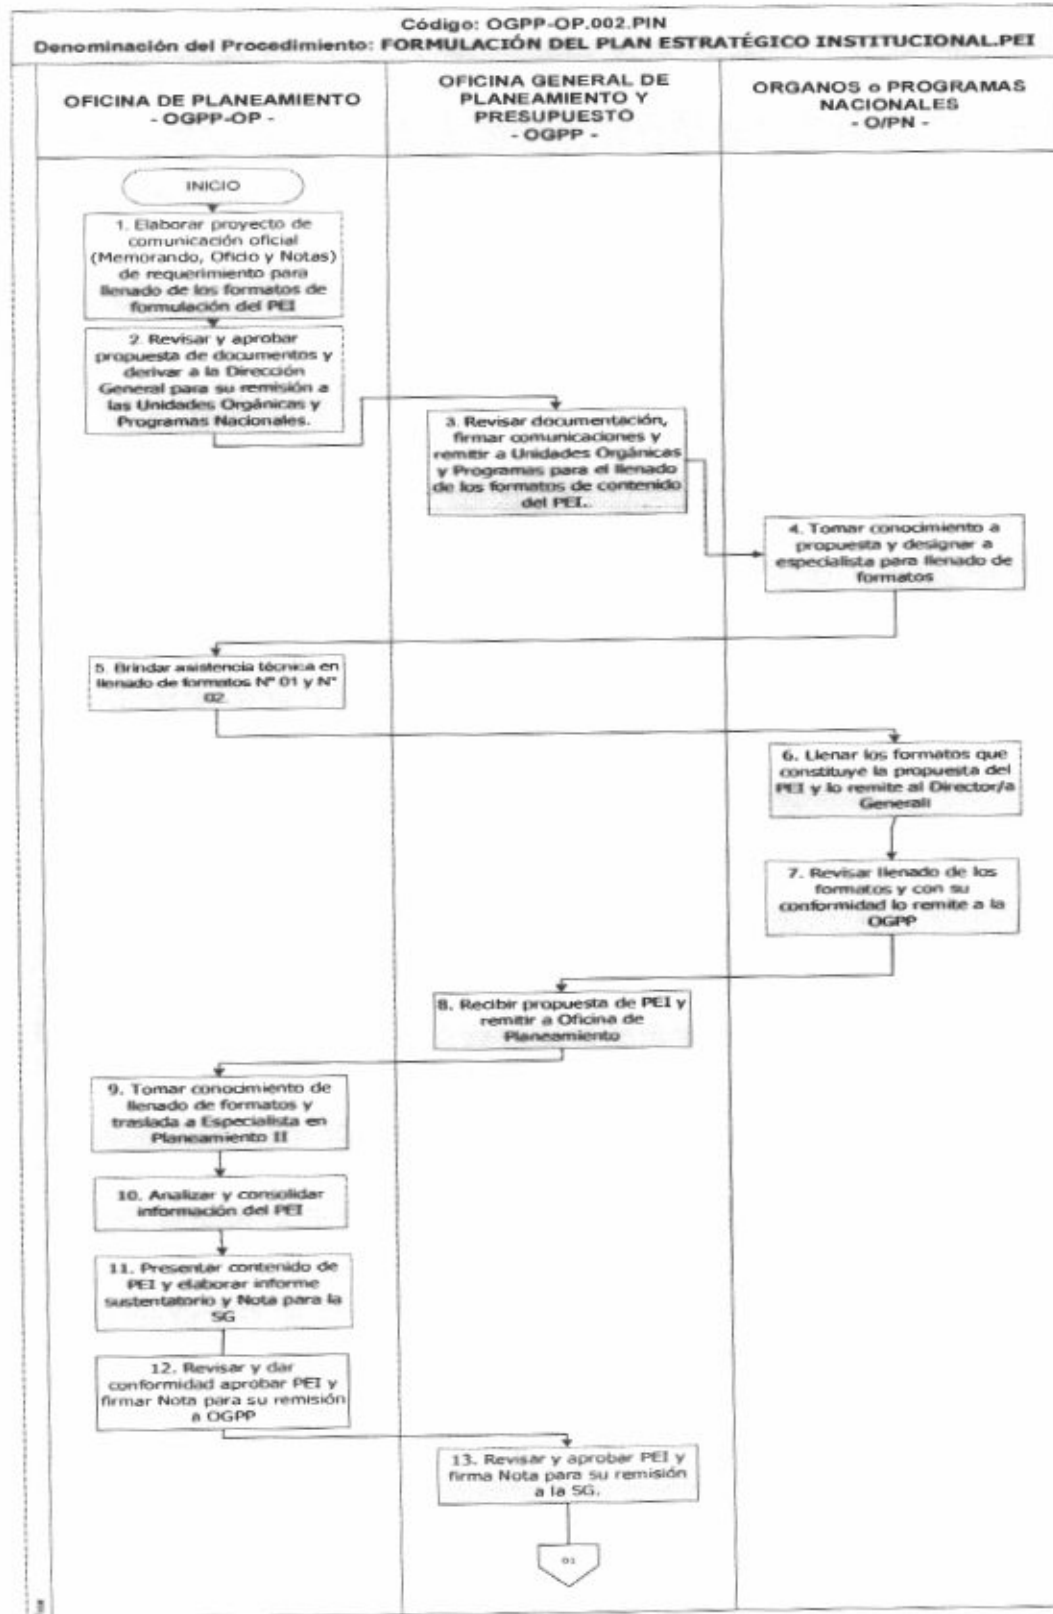 Código: OGPP-OP.002.PIN
Denominación del Procedimiento: FORMULACIÓN DEL PLAN ESTRATÉGICO INSTITUCIONAL.PEI
OFICINA DE PLANEAMIENTO
- OGPP-OP -
OFICINA GENERAL DE
PLANEAMIENTO Y
PRESUPUESTO
- OGPP -
ORGANOS o PROGRAMAS
NACIONALES
- O/PN -
INICIO
1. Elaborar proyecto de
comunicación oficial
(Memorando, Oficio y Notas)
de requerimiento para
llenado de los formatos de
formulación del PEI
2. Revisar y aprobar
propuesta de documentos y
derivar a la Dirección
General para su remisión a
las Unidades Orgánicas y
Programas Nacionales.
3. Revisar documentación,
firmar comunicaciones y
remitir a Unidades Orgánicas
y Programas para el llenado
de los formatos de contenido
del PEI.
4. Tomar conocimiento a
propuesta y designar a
especialista para llenado de
formatos
5. Brindar asistencia técnica en
llenado de formatos Nº 01 y N°
02.
6. Llenar los formatos que
constituye la propuesta del
PEI y lo remite al Director/a
Generali
7. Revisar llenado de los
formatos y con su
conformidad lo remite a la
OGPP
8. Recibir propuesta de PEI y
remitir a Oficina de
Planeamiento
9. Tomar conocimiento de
llenado de formatos y
traslada a Especialista en
Planeamiento II
10. Analizar y consolidar
información del PEI
11. Presentar contenido de
PEI y elaborar informe
sustentatorio y Nota para la
SG
12. Revisar y dar
conformidad aprobar PEI y
firmar Nota para su remisión
a OGPP
13. Revisar y aprobar PEI y
firma Nota para su remisión
a la SG.
01